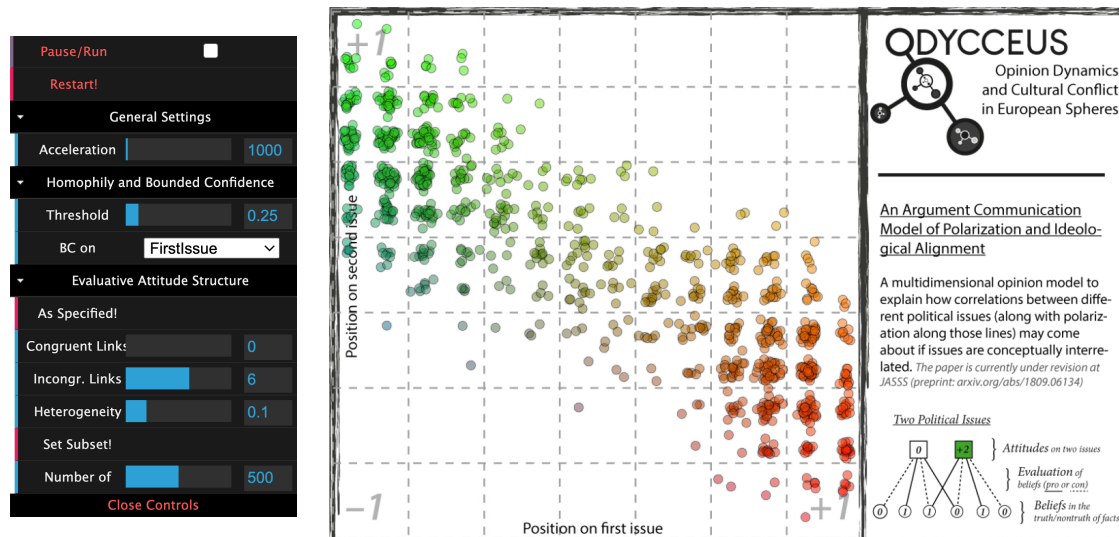 Pause/Run
Restart!
General Settings
Acceleration 1000
Homophily and Bounded Confidence
Threshold 0.25
BC on FirstIssue
Evaluative Attitude Structure
As Specified!
Congruent Links 0
Incongr. Links 6
Heterogeneity 0.1
Set Subset!
Number of 500
Close Controls
+1
Position on second issue
-1
Position on first issue
+1
ODYCCEUS
Opinion Dynamics
and Cultural Conflict
in European Spheres
An Argument Communication
Model of Polarization and Ideolo-
gical Alignment
A multidimensional opinion model to
explain how correlations between diffe-
rent political issues (along with polariz-
ation along those lines) may come
about if issues are conceptually interre-
lated. The paper is currently under revision at
JASSS (preprint: arxiv.org/abs/1809.06134)
Two Political Issues
0 +2 Attitudes on two issues
Evaluation of
beliefs (pro or con)
0 1 1 0 1 0 Beliefs in the
truth/nontruth of facts